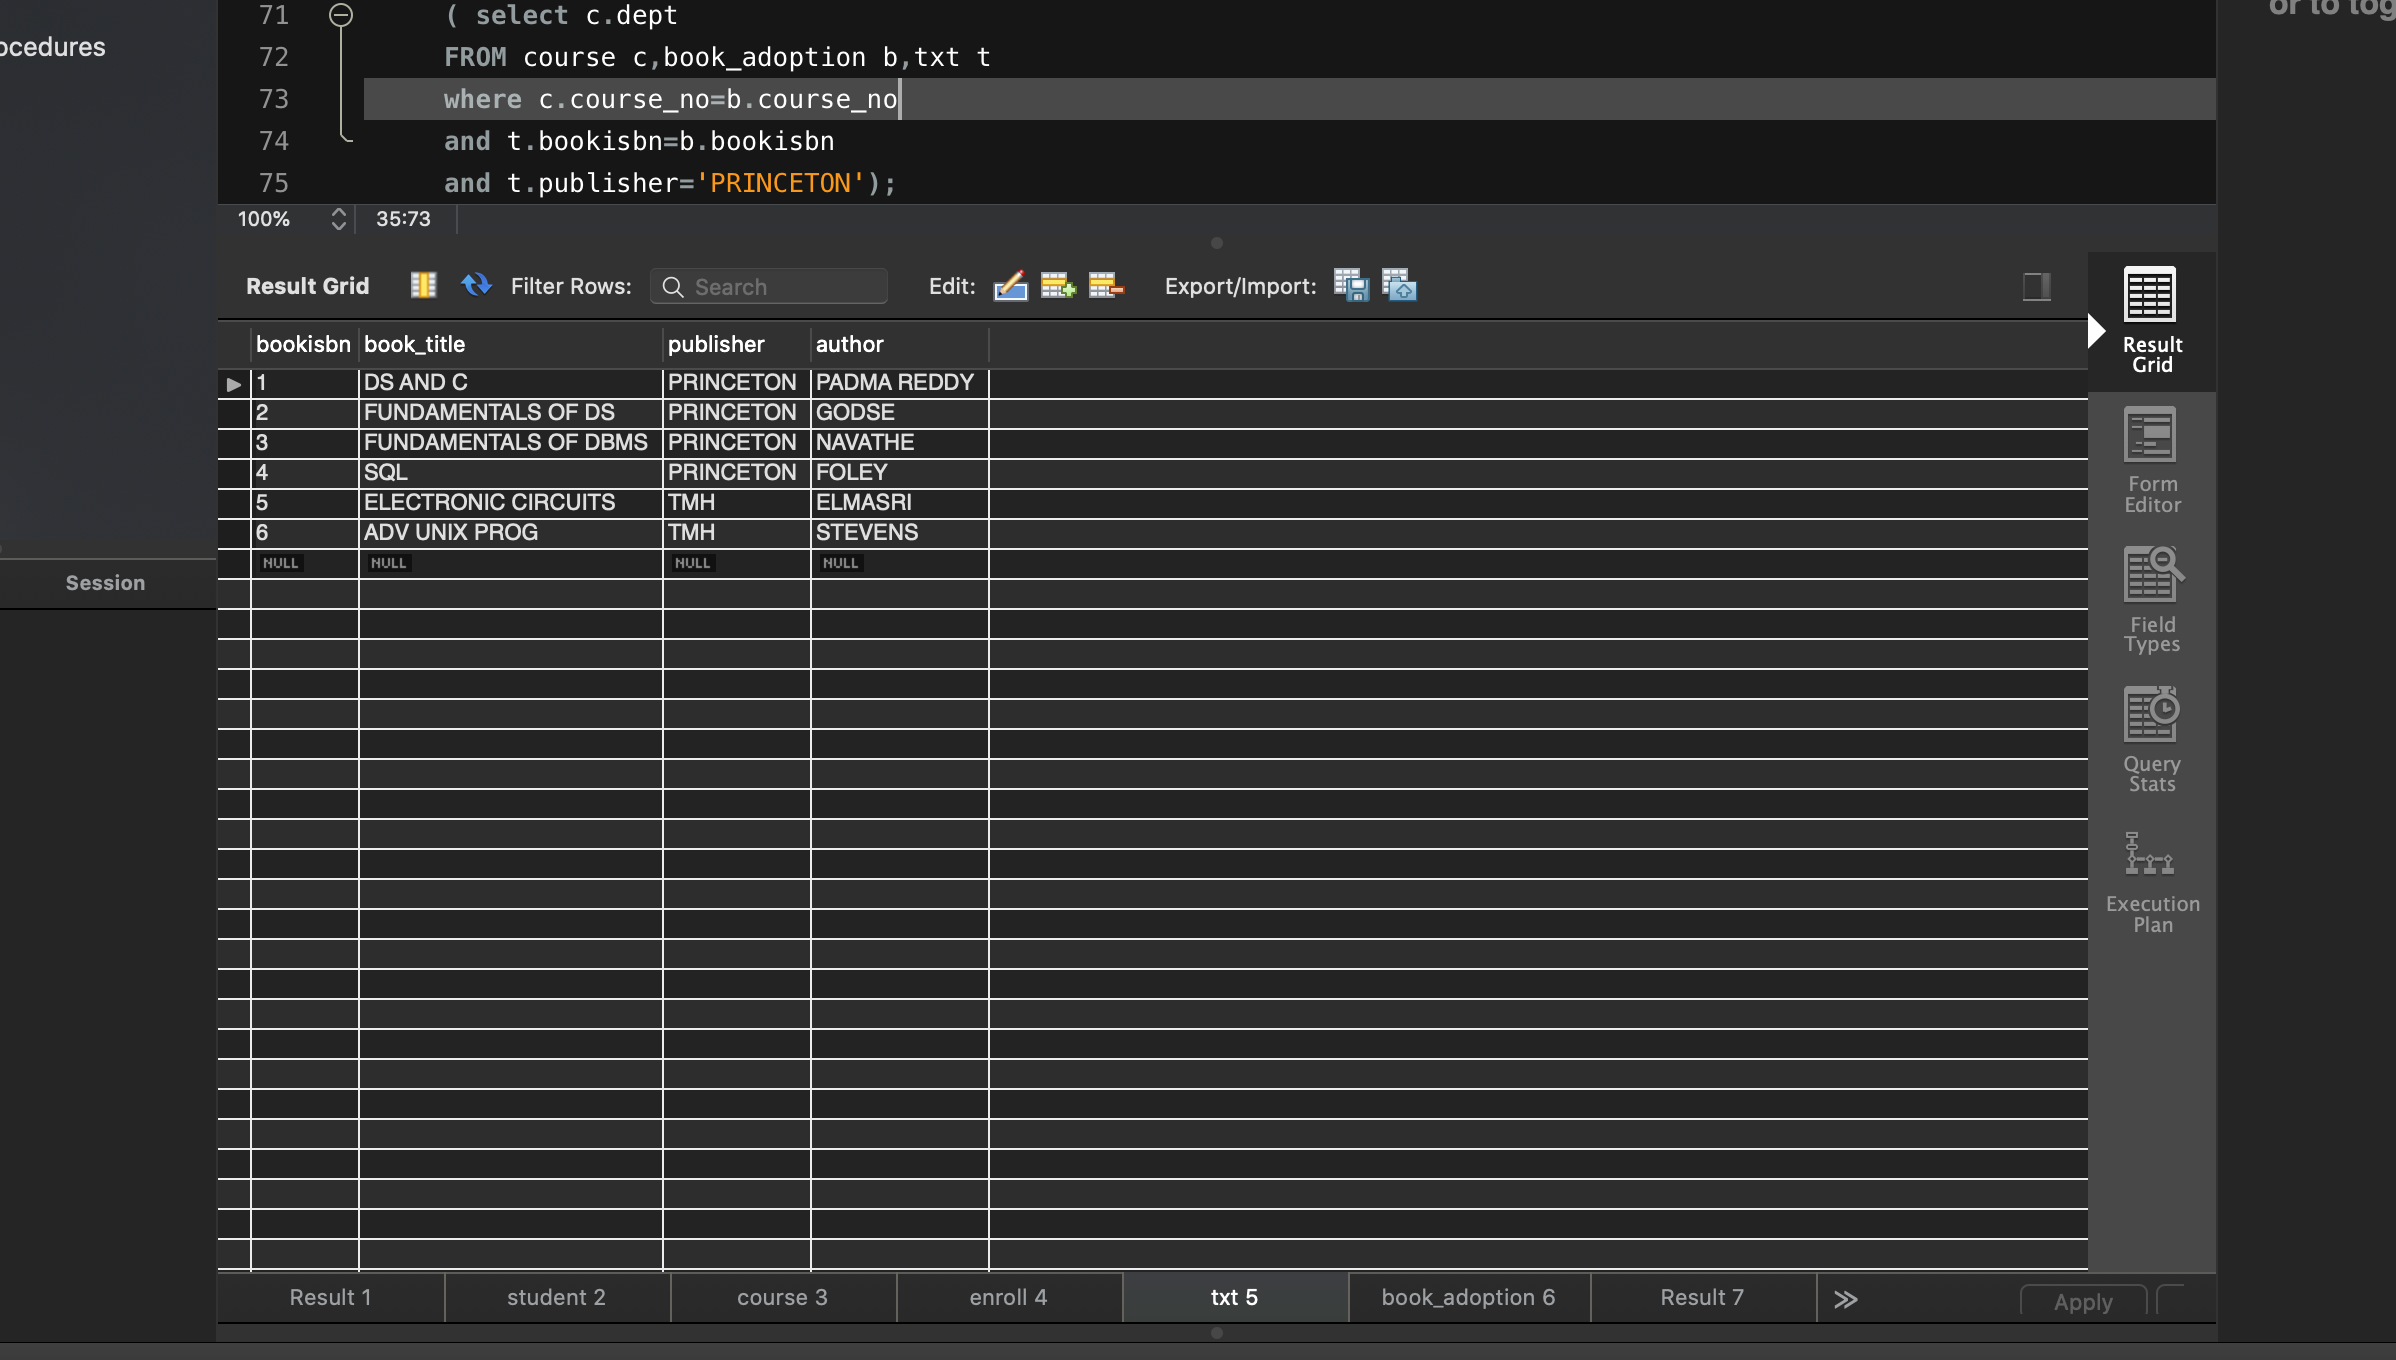 or to tog
ocedures
71 ( select c.dept
72 FROM course c,book_adoption b,txt t
73 where c.course_no=b.course_no
74 and t.bookisbn=b.bookisbn
75 and t.publisher='PRINCETON');
100% 35:73
Result Grid Filter Rows: Search Edit: Export/Import:
bookisbn book_title publisher author
1 DS AND C PRINCETON PADMA REDDY
2 FUNDAMENTALS OF DS PRINCETON GODSE
3 FUNDAMENTALS OF DBMS PRINCETON NAVATHE
4 SQL PRINCETON FOLEY
5 ELECTRONIC CIRCUITS TMH ELMASRI
6 ADV UNIX PROG TMH STEVENS
NULL NULL NULL NULL
Session
Result
Grid
Form
Editor
Field
Types
Query
Stats
Execution
Plan
Result 1 student 2 course 3 enroll 4 txt 5 book_adoption 6 Result 7 Apply